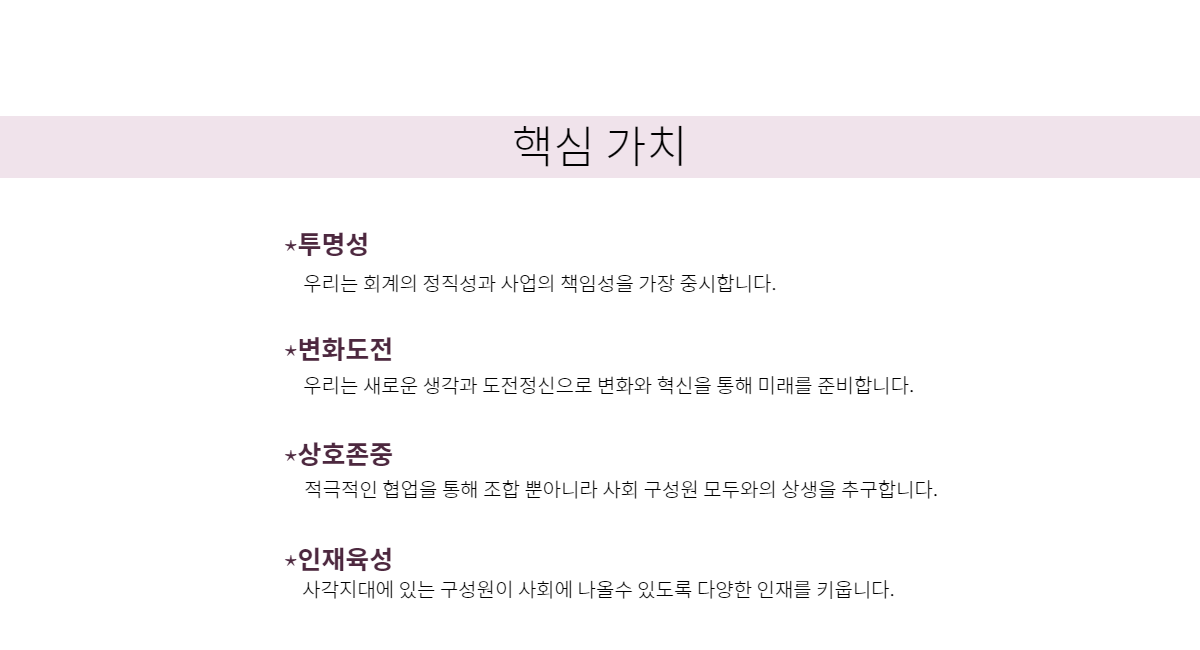 핵심 가치
⋆투명성
우리는 회계의 정직성과 사업의 책임성을 가장 중시합니다.
⋆변화도전
우리는 새로운 생각과 도전정신으로 변화와 혁신을 통해 미래를 준비합니다.
⋆상호존중
적극적인 협업을 통해 조합 뿐아니라 사회 구성원 모두와의 상생을 추구합니다.
⋆인재육성
사각지대에 있는 구성원이 사회에 나올수 있도록 다양한 인재를 키웁니다.